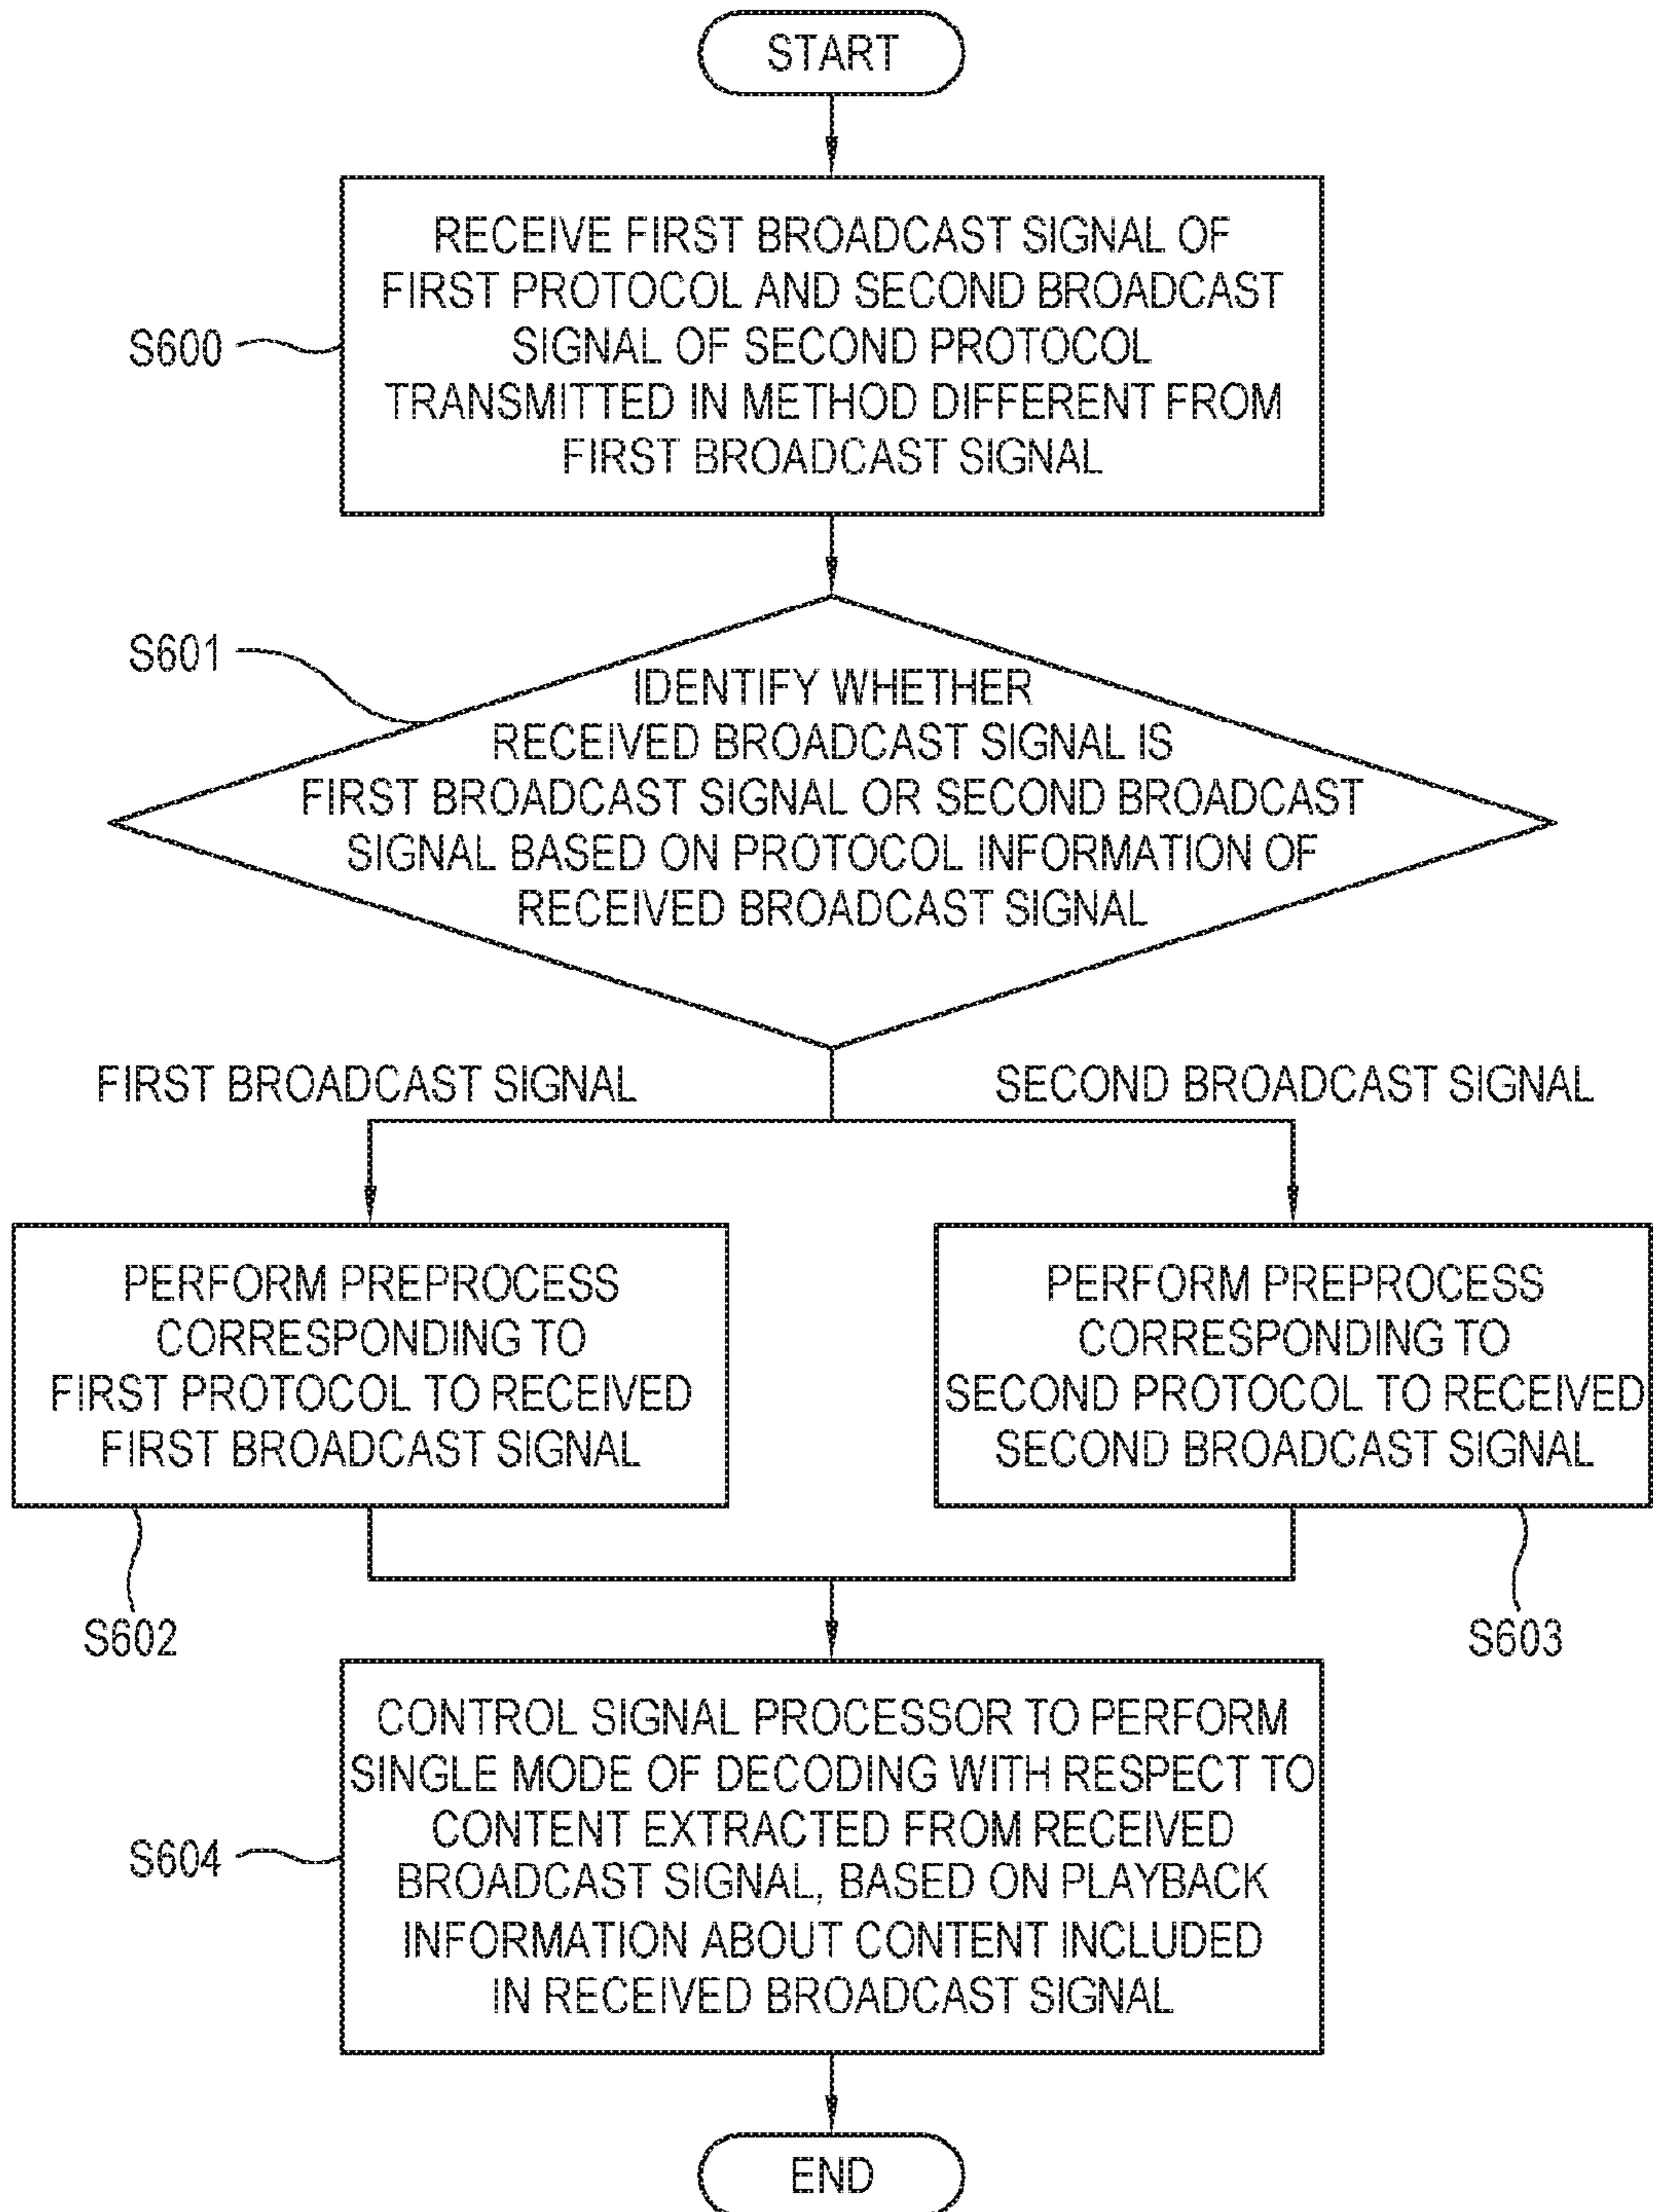 START
RECEIVE FIRST BROADCAST SIGNAL OF
FIRST PROTOCOL AND SECOND BROADCAST
SIGNAL OF SECOND PROTOCOL
TRANSMITTED IN METHOD DIFFERENT FROM
FIRST BROADCAST SIGNAL
S600
S601
IDENTIFY WHETHER
RECEIVED BROADCAST SIGNAL IS
FIRST BROADCAST SIGNAL OR SECOND BROADCAST
SIGNAL BASED ON PROTOCOL INFORMATION OF
RECEIVED BROADCAST SIGNAL
FIRST BROADCAST SIGNAL
SECOND BROADCAST SIGNAL
PERFORM PREPROCESS
CORRESPONDING TO
FIRST PROTOCOL TO RECEIVED
FIRST BROADCAST SIGNAL
PERFORM PREPROCESS
CORRESPONDING TO
SECOND PROTOCOL TO RECEIVED
SECOND BROADCAST SIGNAL
S602
S603
CONTROL SIGNAL PROCESSOR TO PERFORM
SINGLE MODE OF DECODING WITH RESPECT TO
CONTENT EXTRACTED FROM RECEIVED
BROADCAST SIGNAL, BASED ON PLAYBACK
INFORMATION ABOUT CONTENT INCLUDED
IN RECEIVED BROADCAST SIGNAL
S604
END